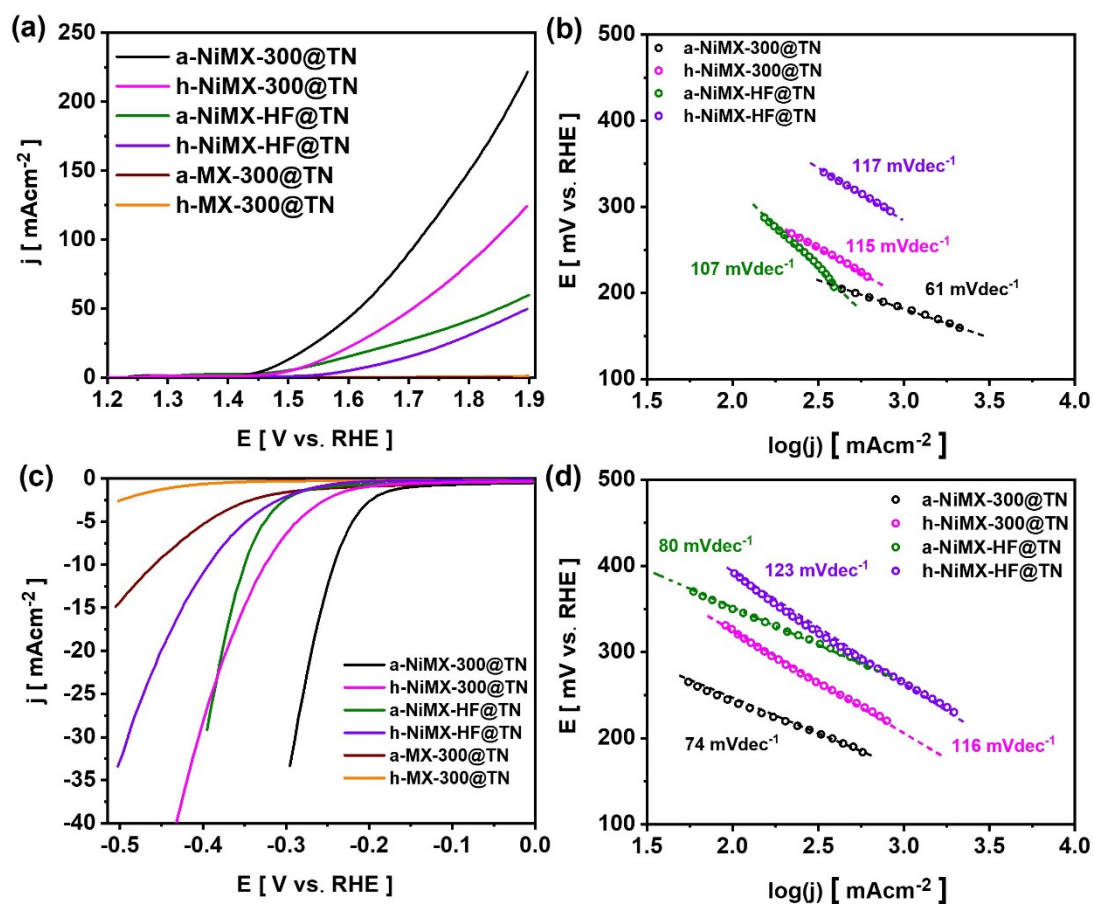 (a)
250
200
150
100
50
0
j [ mAcm-2 ]
a-NiMX-300@TN
h-NiMX-300@TN
a-NiMX-HF@TN
h-NiMX-HF@TN
a-MX-300@TN
h-MX-300@TN
1.2 1.3 1.4 1.5 1.6 1.7 1.8 1.9
E [ V vs. RHE ]
(b)
500
400
300
200
100
E [ mV vs. RHE ]
a-NiMX-300@TN
h-NiMX-300@TN
a-NiMX-HF@TN
h-NiMX-HF@TN
117 mVdec-1
115 mVdec-1
107 mVdec-1
61 mVdec-1
1.5 2.0 2.5 3.0 3.5 4.0
log(j) [ mAcm-2 ]
(c)
0
-5
-10
-15
-20
-25
-30
-35
-40
j [ mAcm-2 ]
a-NiMX-300@TN
h-NiMX-300@TN
a-NiMX-HF@TN
h-NiMX-HF@TN
a-MX-300@TN
h-MX-300@TN
-0.5 -0.4 -0.3 -0.2 -0.1 0.0
E [ V vs. RHE ]
(d)
500
400
300
200
100
E [ mV vs. RHE ]
a-NiMX-300@TN
h-NiMX-300@TN
a-NiMX-HF@TN
h-NiMX-HF@TN
80 mVdec-1
123 mVdec-1
74 mVdec-1
116 mVdec-1
1.5 2.0 2.5 3.0 3.5 4.0
log(j) [ mAcm-2 ]